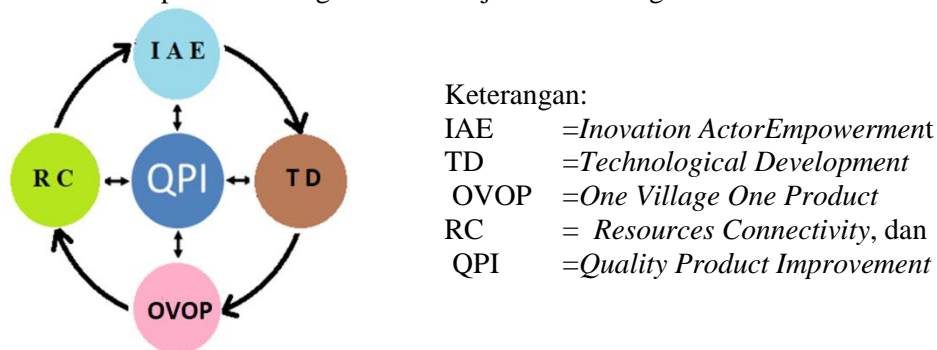 I A E
R C
QPI
T D
OVOP
Keterangan:
IAE =Inovation ActorEmpowerment
TD =Technological Development
OVOP =One Village One Product
RC = Resources Connectivity, dan
QPI =Quality Product Improvement